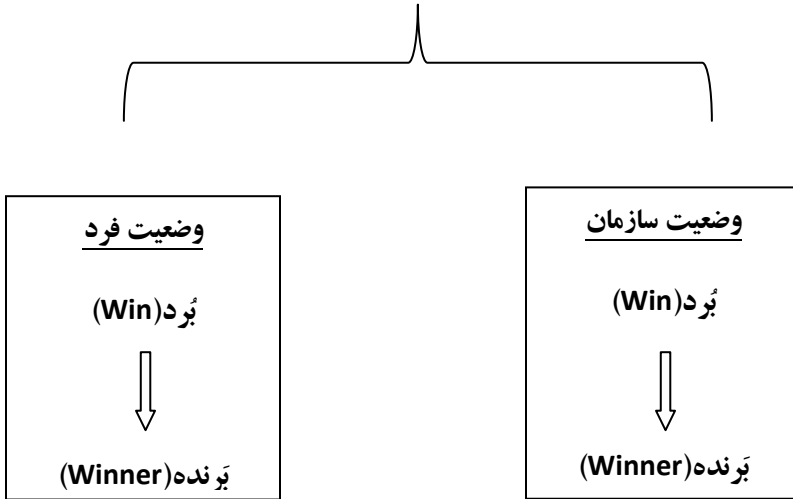 وضعیت سازمان
بُرد(Win)
بَرنده(Winner)
وضعیت فرد
بُرد(Win)
بَرنده(Winner)